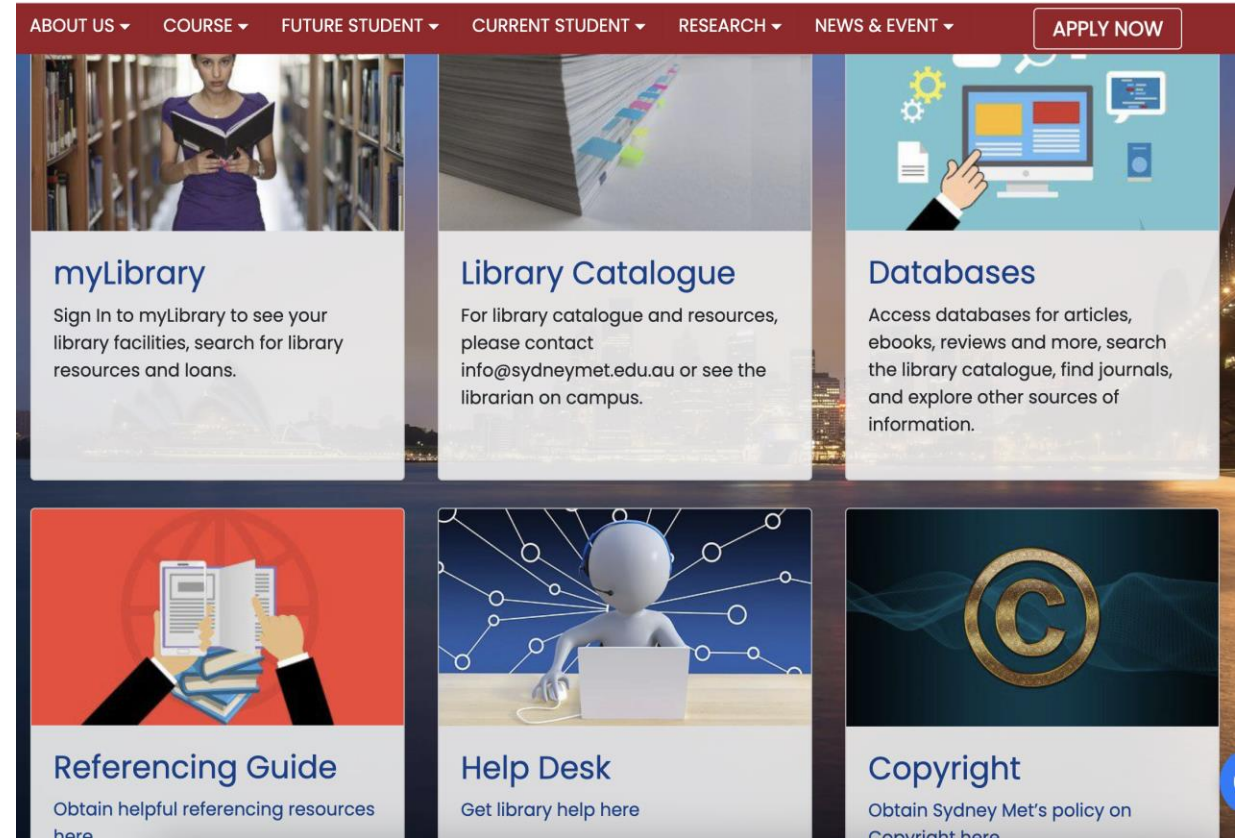 ABOUT US COURSE FUTURE STUDENT CURRENT STUDENT RESEARCH NEWS & EVENT APPLY NOW
myLibrary
Sign In to myLibrary to see your
library facilities, search for library
resources and loans.
Library Catalogue
For library catalogue and resources,
please contact
info@sydneymet.edu.au or see the
librarian on campus.
Databases
Access databases for articles,
ebooks, reviews and more, search
the library catalogue, find journals,
and explore other sources of
information.
Referencing Guide
Obtain helpful referencing resources
here
Help Desk
Get library help here
Copyright
Obtain Sydney Met's policy on
Copyright here